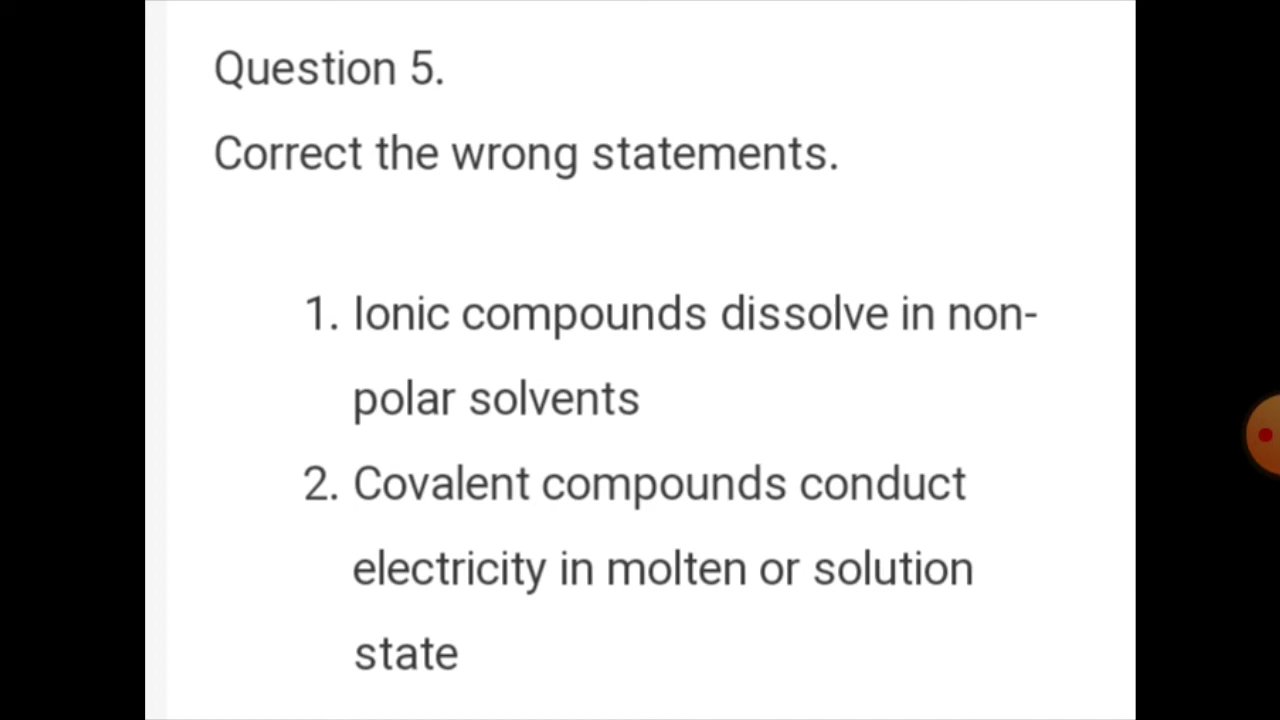 Question 5.
Correct the wrong statements.
1. Ionic compounds dissolve in non-
polar solvents
2. Covalent compounds conduct
electricity in molten or solution
state